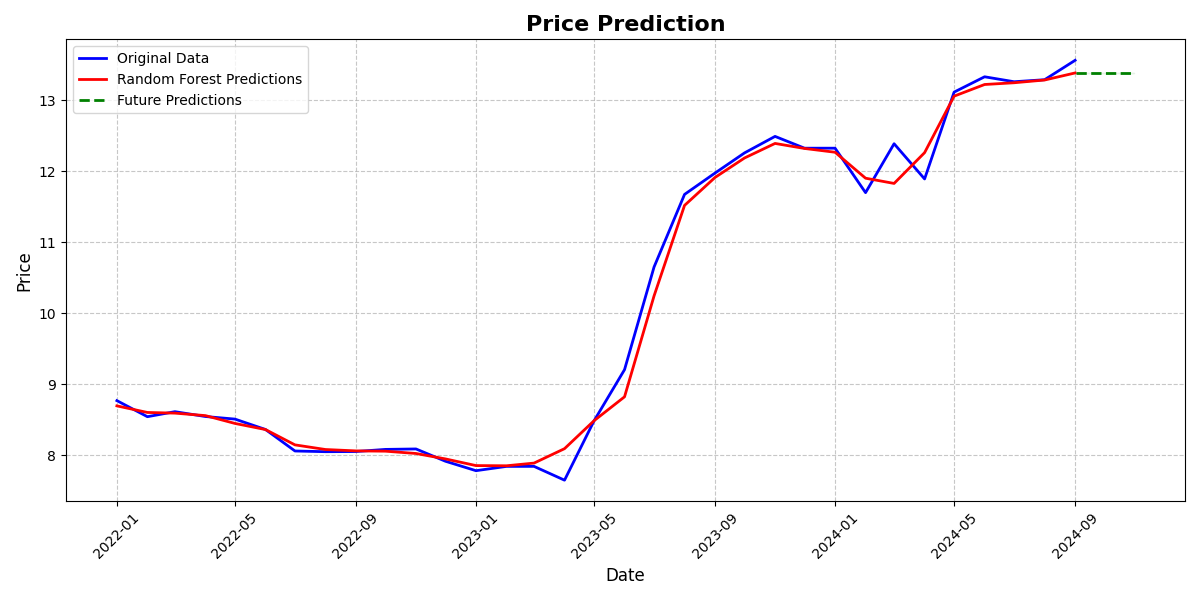 Price Prediction
Original Data
Random Forest Predictions
Future Predictions
Price
13
12
11
10
9
8
2022-01
2022-05
2022-09
2023-01
2023-05
2023-09
2024-01
2024-05
2024-09
Date